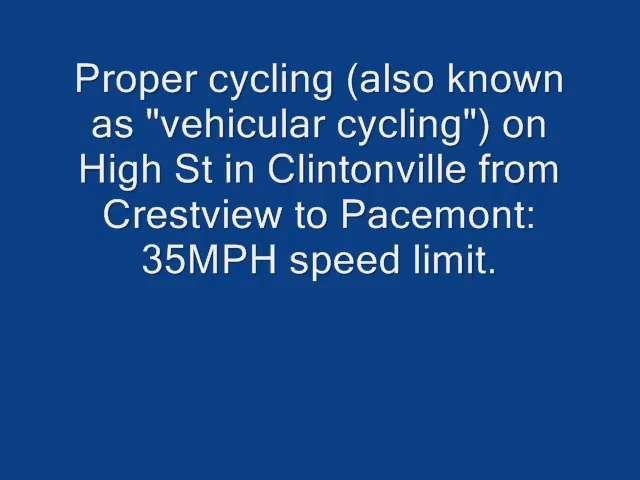 Proper cycling (also known
as "vehicular cycling") on
High St in Clintonville from
Crestview to Pacemont:
35MPH speed limit.